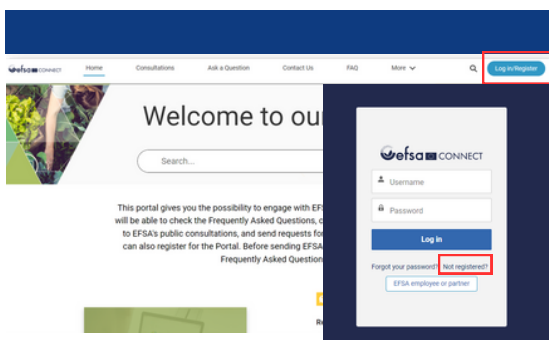 efsa CONNECT
Home
Consultations
Ask a Question
Contact Us
FAQ
More
Log in/Register
Welcome to ou
Search...
This portal gives you the possibility to engage with EF
will be able to check the Frequently Asked Questions, c
to EFSA's public consultations, and send requests for
can also register for the Portal. Before sending EFSA
Frequently Asked Question
efsa CONNECT
Username
Password
Log in
Forgot your password?
Not registered?
EFSA employee or partner